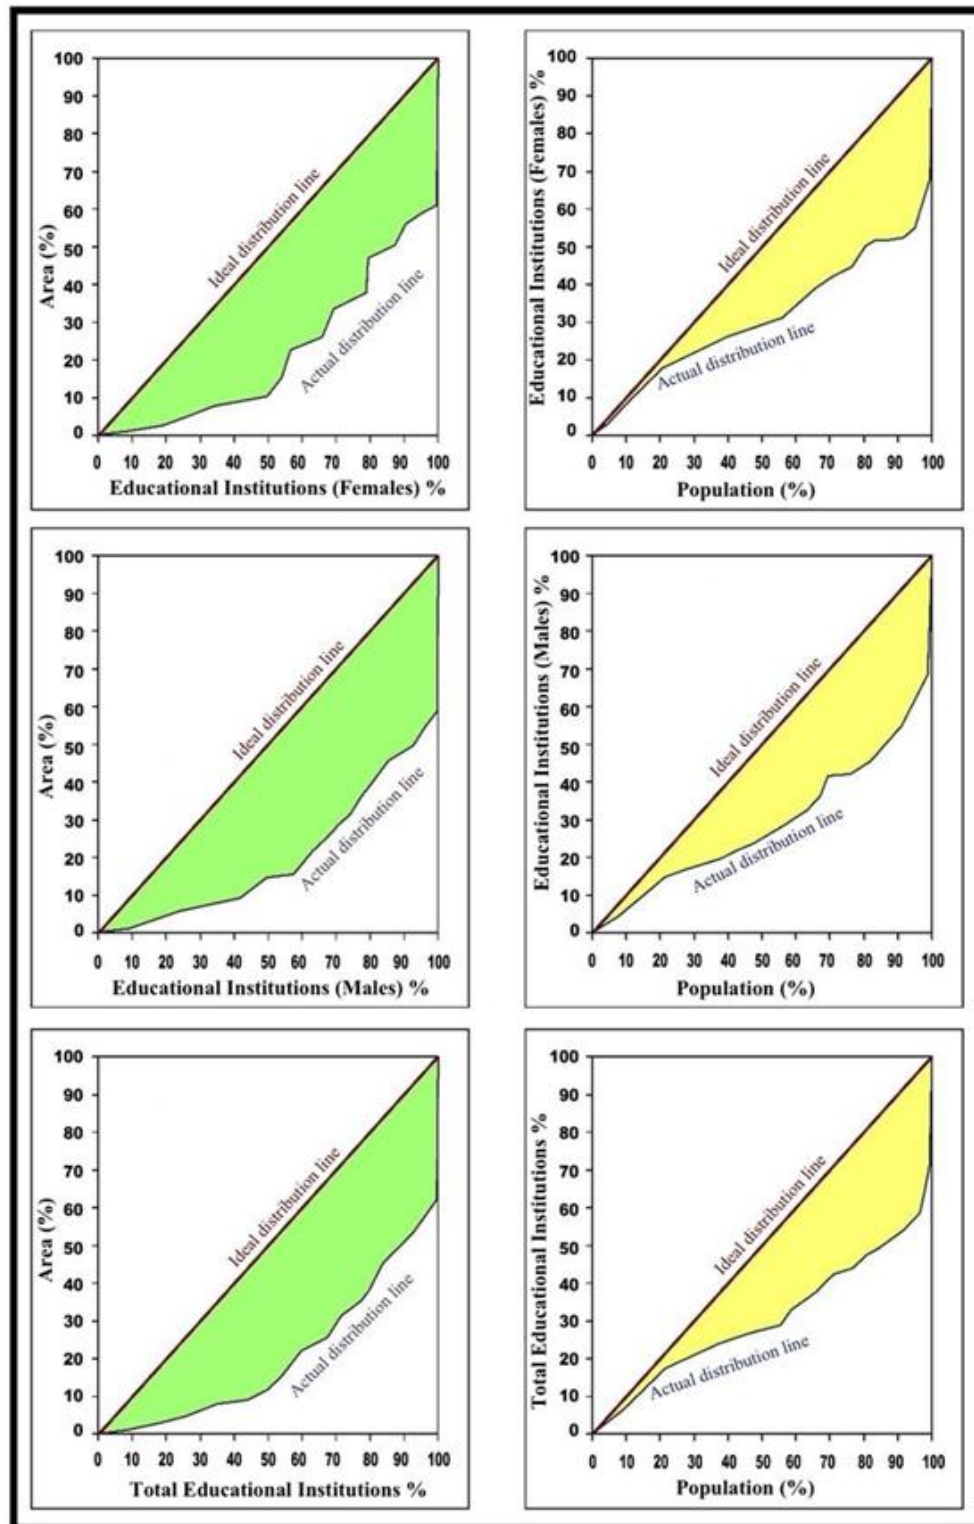 100
90
80
70
60
50
40
30
20
10
0
Area (%)
Ideal distribution line
Actual distribution line
0 10 20 30 40 50 60 70 80 90 100
Educational Institutions (Females) %
100
90
80
70
60
50
40
30
20
10
0
Educational Institutions (Females) %
Ideal distribution line
Actual distribution line
0 10 20 30 40 50 60 70 80 90 100
Population (%)
100
90
80
70
60
50
40
30
20
10
0
Area (%)
Ideal distribution line
Actual distribution line
0 10 20 30 40 50 60 70 80 90 100
Educational Institutions (Males) %
100
90
80
70
60
50
40
30
20
10
0
Educational Institutions (Males) %
Ideal distribution line
Actual distribution line
0 10 20 30 40 50 60 70 80 90 100
Population (%)
100
90
80
70
60
50
40
30
20
10
0
Area (%)
Ideal distribution line
Actual distribution line
0 10 20 30 40 50 60 70 80 90 100
Total Educational Institutions %
100
90
80
70
60
50
40
30
20
10
0
Total Educational Institutions %
Ideal distribution line
Actual distribution line
0 10 20 30 40 50 60 70 80 90 100
Population (%)